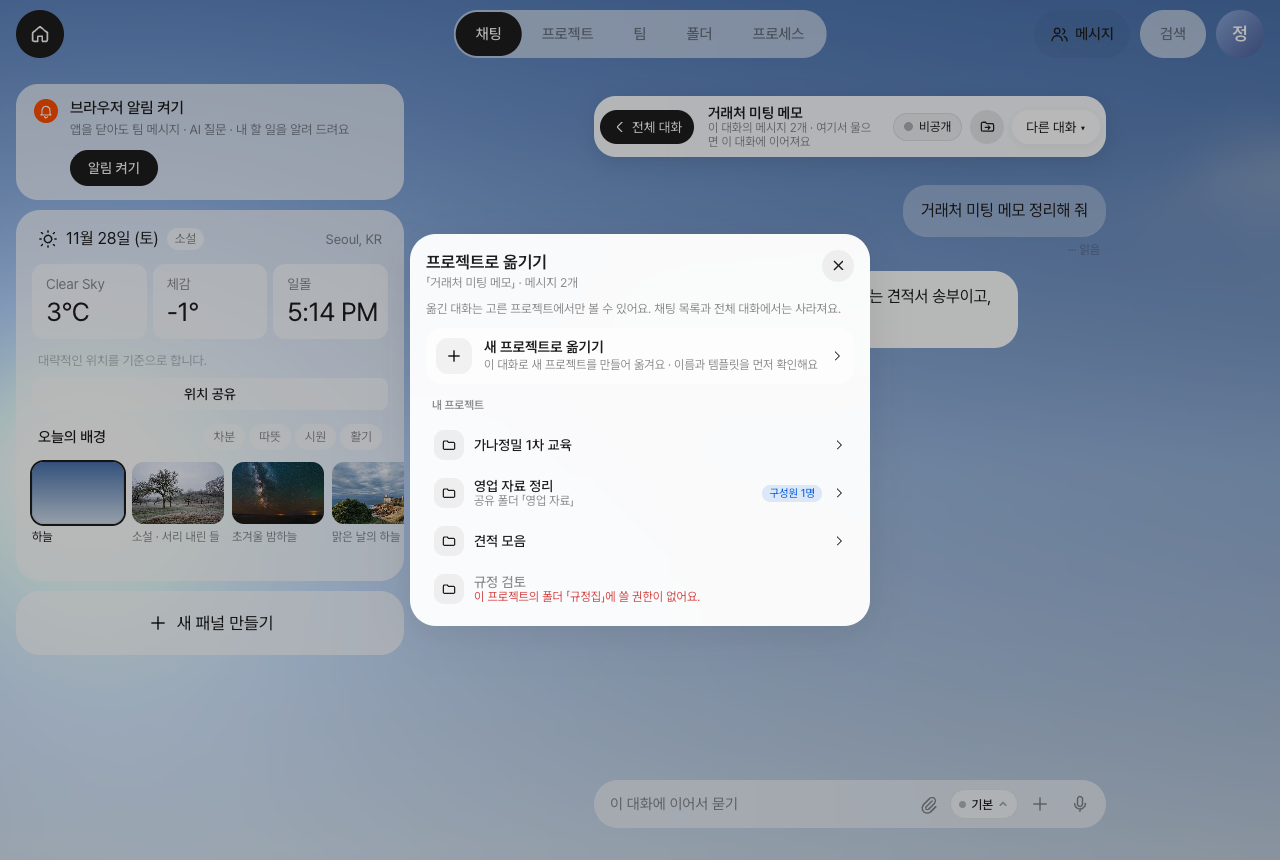 채팅
프로젝트
팀
폴더
프로세스
메시지
검색
정
브라우저 알림 켜기
앱을 닫아도 팀 메시지 · AI 질문 · 내 할 일을 알려 드려요
알림 켜기
11월 28일 (토)
소설
Seoul, KR
Clear Sky
3°C
체감
-1°
일몰
5:14 PM
대략적인 위치를 기준으로 합니다.
위치 공유
오늘의 배경
차분
따뜻
시원
활기
하늘
소설 · 서리 내린 들
초겨울 밤하늘
맑은 날의 하늘
새 패널 만들기
전체 대화
거래처 미팅 메모
이 대화의 메시지 2개 · 여기서 물으
면 이 대화에 이어져요
비공개
다른 대화
거래처 미팅 메모 정리해 줘
읽음
는 견적서 송부이고,
프로젝트로 옮기기
「거래처 미팅 메모」 · 메시지 2개
옮긴 대화는 고른 프로젝트에서만 볼 수 있어요. 채팅 목록과 전체 대화에서는 사라져요.
새 프로젝트로 옮기기
이 대화로 새 프로젝트를 만들어 옮겨요 · 이름과 템플릿을 먼저 확인해요
내 프로젝트
가나정밀 1차 교육
영업 자료 정리
공유 폴더 「영업 자료」
구성원 1명
견적 모음
규정 검토
이 프로젝트의 폴더 「규정집」에 쓸 권한이 없어요.
이 대화에 이어서 묻기
기본